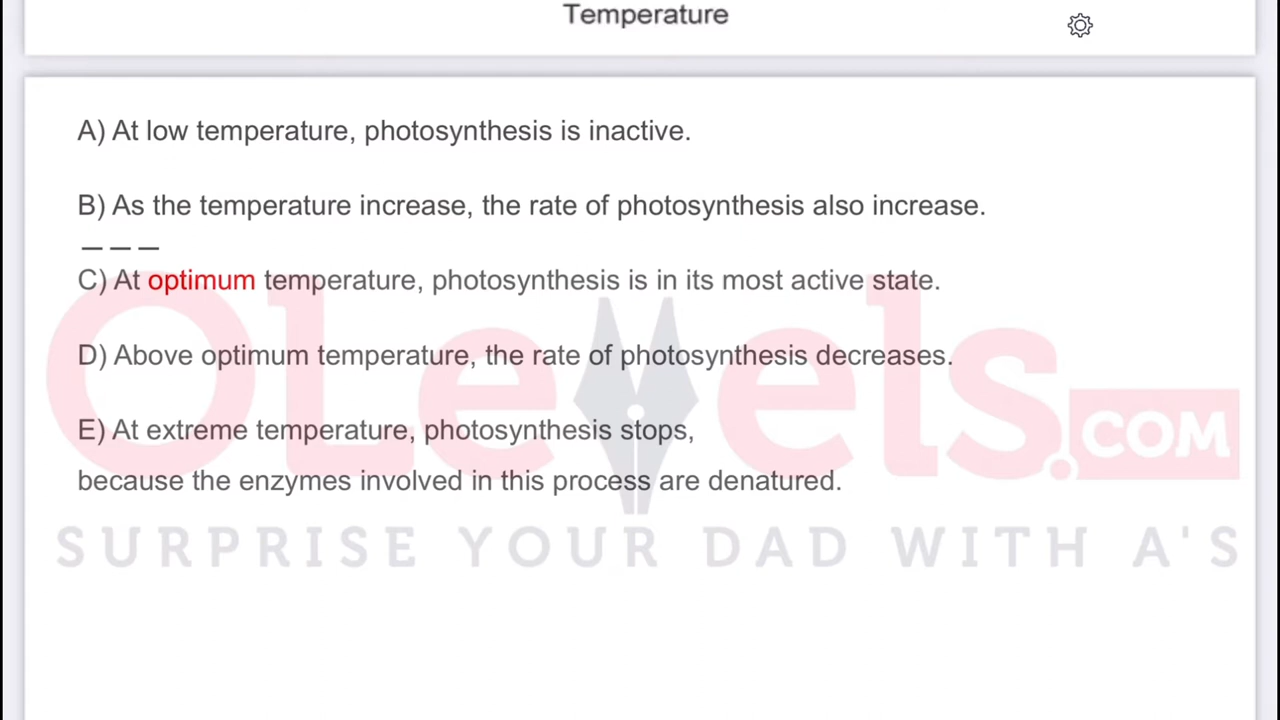 Temperature
A) At low temperature, photosynthesis is inactive.
B) As the temperature increase, the rate of photosynthesis also increase.
C) At optimum temperature, photosynthesis is in its most active state.
D) Above optimum temperature, the rate of photosynthesis decreases.
E) At extreme temperature, photosynthesis stops,
because the enzymes involved in this process are denatured.
OLevels.COM
SURPRISE YOUR DAD WITH A'S